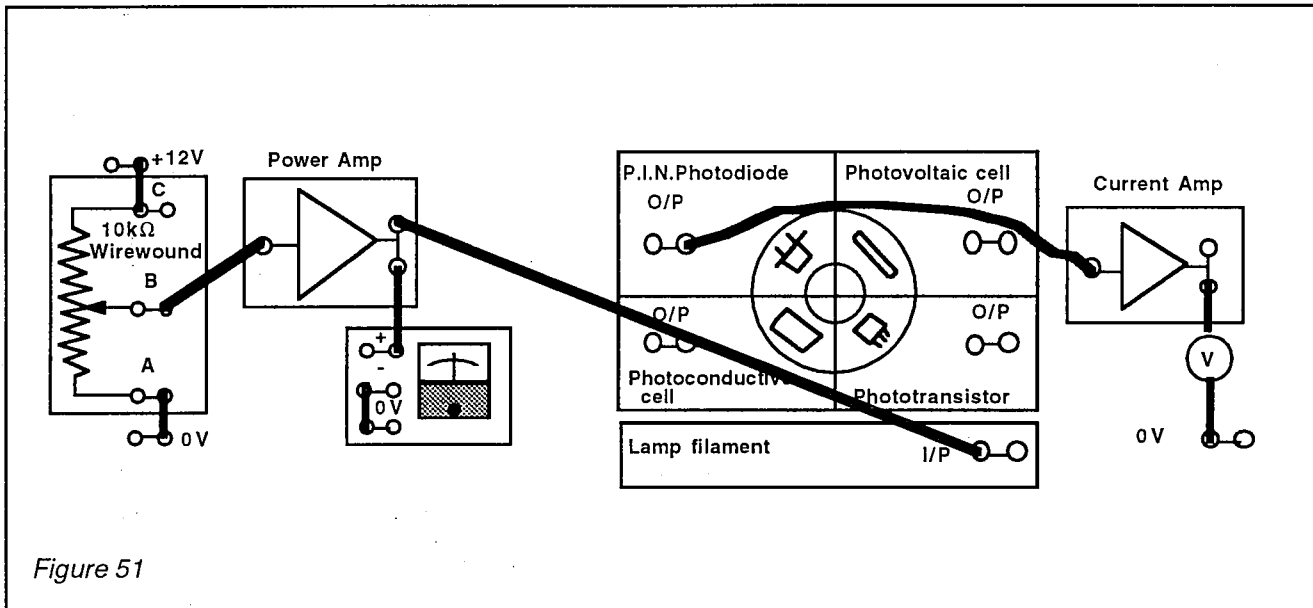 +12V
C
10kΩ
Wirewound
B
A
0V
Power Amp
+
-
0V
P.I.N.Photodiode
O/P
Photovoltaic cell
O/P
O/P
Photoconductive
cell
O/P
Phototransistor
Lamp filament
I/P
Current Amp
V
0V
Figure 51